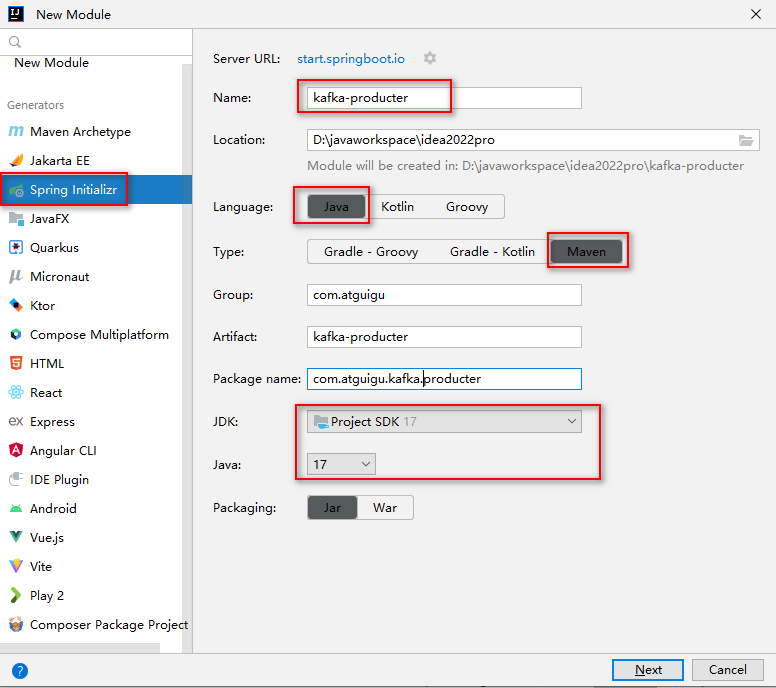 New Module
New Module
Generators
Maven Archetype
Jakarta EE
Spring Initializr
JavaFX
Quarkus
Micronaut
Ktor
Compose Multiplatform
HTML
React
Express
Angular CLI
IDE Plugin
Android
Vue.js
Vite
Play 2
Composer Package Project
Server URL: start.springboot.io
Name: kafka-producter
Location: D:\javaworkspace\idea2022pro
Module will be created in: D:\javaworkspace\idea2022pro\kafka-producter
Language: Java Kotlin Groovy
Type: Gradle - Groovy Gradle - Kotlin Maven
Group: com.atguigu
Artifact: kafka-producter
Package name: com.atguigu.kafka.producter
JDK: Project SDK 17
Java: 17
Packaging: Jar War
? Next Cancel